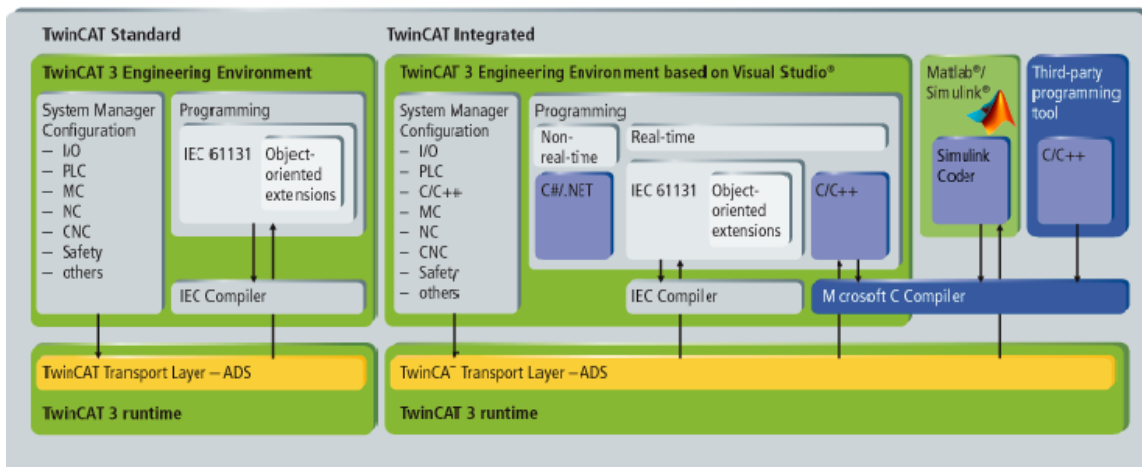 TwinCAT Standard
TwinCAT 3 Engineering Environment
System Manager
Configuration
– I/O
– PLC
– MC
– NC
– CNC
– Safety
– others
Programming
IEC 61131
Object-
oriented
extensions
IEC Compiler
TwinCAT Transport Layer – ADS
TwinCAT 3 runtime
TwinCAT Integrated
TwinCAT 3 Engineering Environment based on Visual Studio®
System Manager
Configuration
– I/O
– PLC
– C/C++
– MC
– NC
– CNC
– Safety
– others
Programming
Non-
real-time
C#/.NET
Real-time
IEC 61131
Object-
oriented
extensions
C/C++
IEC Compiler
Matlab®/
Simulink®
Simulink
Coder
Third-party
programming
tool
C/C++
Microsoft C Compiler
TwinCAT Transport Layer – ADS
TwinCAT 3 runtime